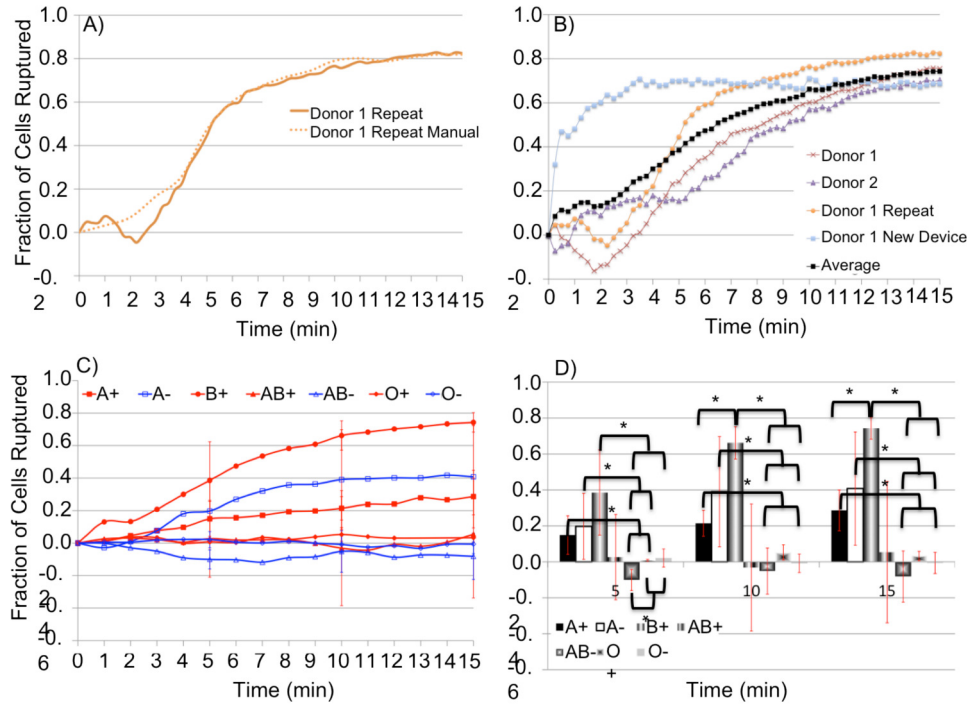 A)
Fraction of Cells Ruptured
1.0
0.8
0.6
0.4
0.2
0.0
-0.
2
Donor 1 Repeat
Donor 1 Repeat Manual
0 1 2 3 4 5 6 7 8 9 10 11 12 13 14 15
Time (min)
B)
1.0
0.8
0.6
0.4
0.2
0.0
-0.
2
Donor 1
Donor 2
Donor 1 Repeat
Donor 1 New Device
Average
0 1 2 3 4 5 6 7 8 9 10 11 12 13 14 15
Time (min)
C)
Fraction of Cells Ruptured
1.0
0.8
0.6
0.4
0.2
0.0
-0.
2
-0.
4
-0.
6
A+ A- B+ AB+ AB- O+ O-
0 1 2 3 4 5 6 7 8 9 10 11 12 13 14 15
Time (min)
D)
1.0
0.8
0.6
0.4
0.2
0.0
-0.
2
-0.
4
-0.
6
* * * * *
* * * *
* * * *
5 10 15
A+ A- B+ AB+
AB- O O-
+
Time (min)